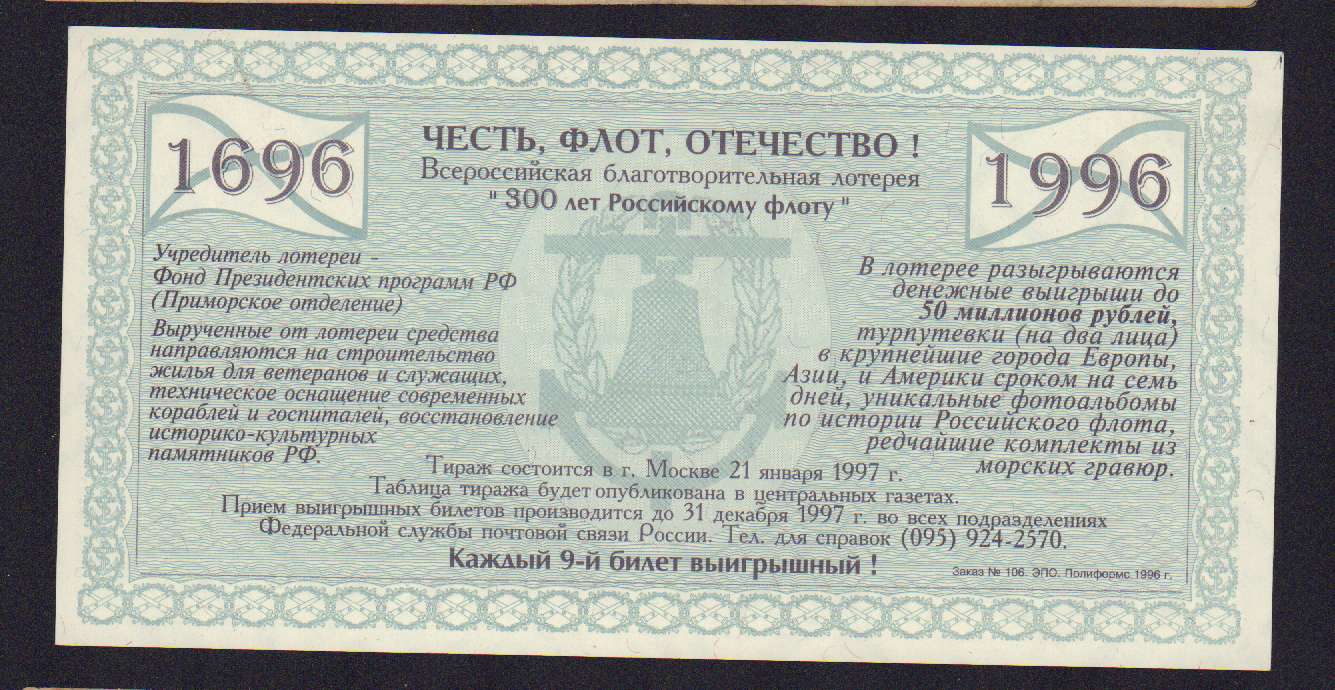 1696
1996
ЧЕСТЬ, ФЛОТ, ОТЕЧЕСТВО !
Всероссийская благотворительная лотерея
" 300 лет Российскому флоту "
Учредитель лотереи -
Фонд Президентских программ РФ
(Приморское отделение)
Вырученные от лотереи средства
направляются на строительство
жилья для ветеранов и служащих,
техническое оснащение современных
кораблей и госпиталей, восстановление
историко-культурных
памятников РФ.
В лотерее разыгрываются
денежные выигрыши до
50 миллионов рублей,
турпутевки (на два лица)
в крупнейшие города Европы,
Азии, и Америки сроком на семь
дней, уникальные фотоальбомы
по истории Российского флота,
редчайшие комплекты из
морских гравюр.
Тираж состоится в г. Москве 21 января 1997 г.
Таблица тиража будет опубликована в центральных газетах.
Прием выигрышных билетов производится до 31 декабря 1997 г. во всех подразделениях
Федеральной службы почтовой связи России. Тел. для справок (095) 924-2570.
Каждый 9-й билет выигрышный !
Заказ № 106. ЭПО. Полиформс 1996 г.